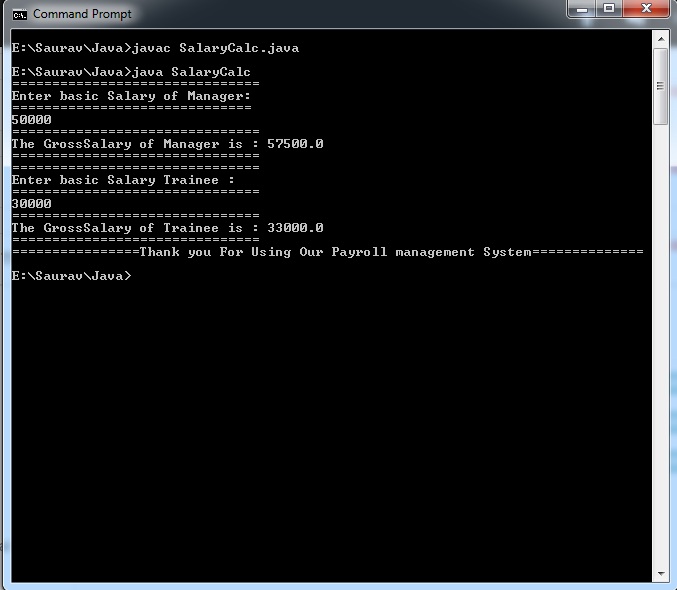 Command Prompt
E:\Saurav\Java>javac SalaryCalc.java
E:\Saurav\Java>java SalaryCalc
===============================
Enter basic Salary of Manager:
==============================
50000
===============================
The GrossSalary of Manager is : 57500.0
===============================
===============================
Enter basic Salary Trainee :
===============================
30000
===============================
The GrossSalary of Trainee is : 33000.0
===============================
================Thank you For Using Our Payroll management System==============
E:\Saurav\Java>